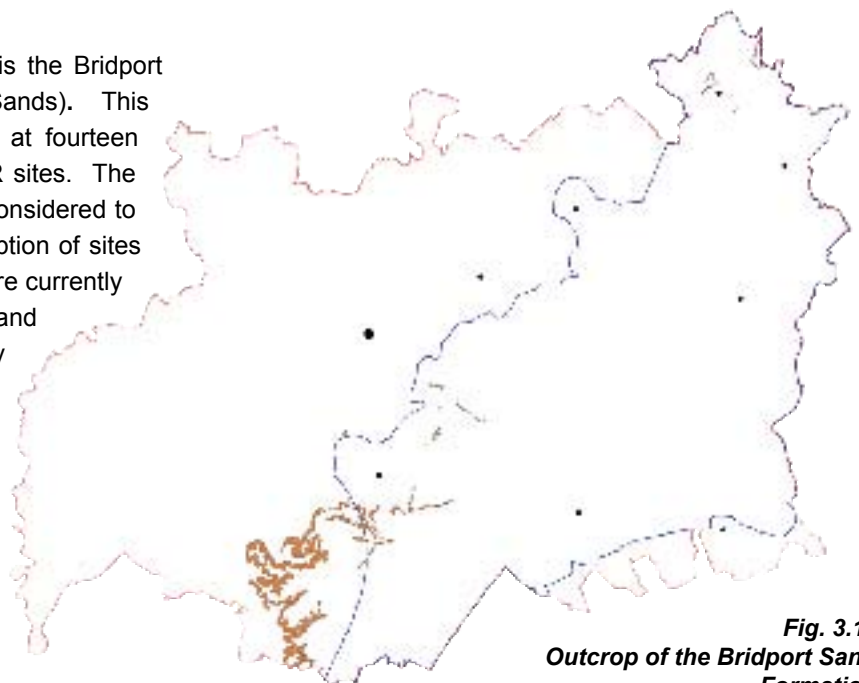 is the Bridport
Sands). This
at fourteen
sites. The
onsidered to
ption of sites
re currently
and
Fig. 3.1
Outcrop of the Bridport San
Formatio